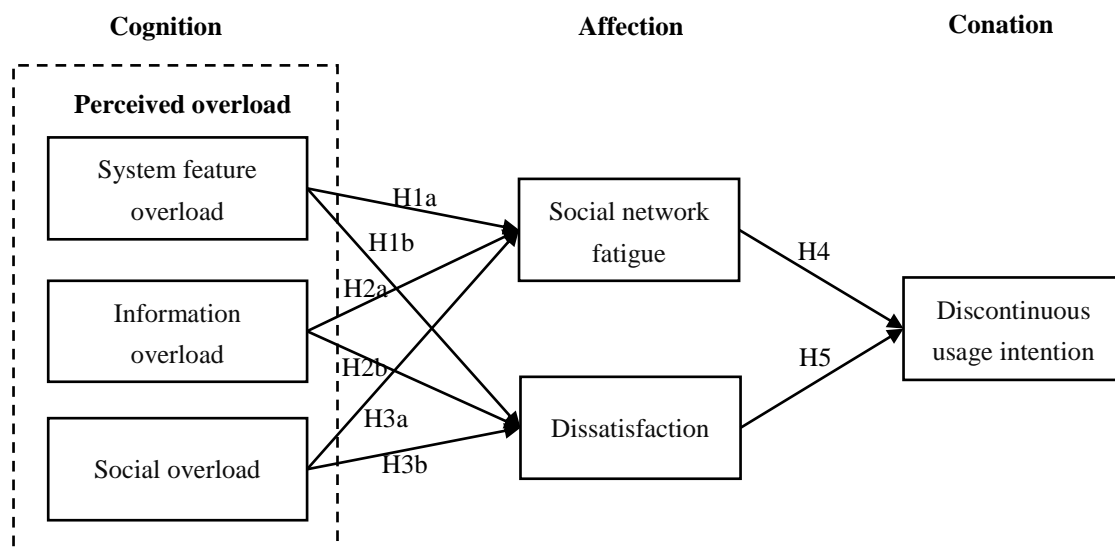 Cognition
Affection
Conation
Perceived overload
System feature
overload
Information
overload
Social overload
H1a
H1b
H2a
H2b
H3a
H3b
Social network
fatigue
Dissatisfaction
H4
H5
Discontinuous
usage intention